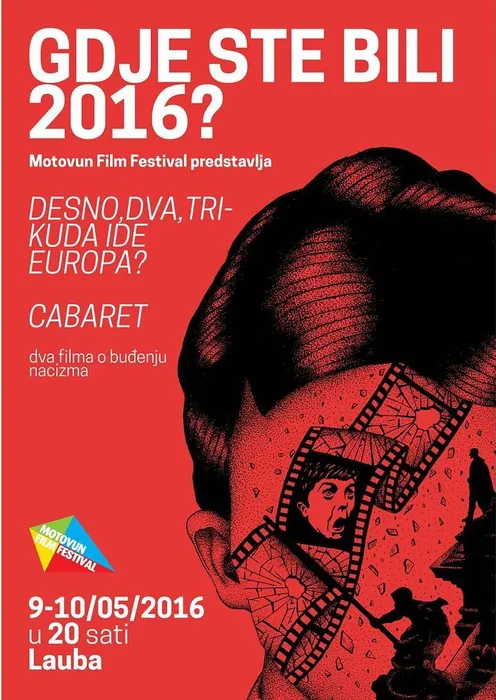 GDJE STE BILI
2016?
Motovun Film Festival predstavlja
DESNO,DVA,TRI-
KUDA IDE
EUROPA?
CABARET
dva filma o buđenju
nacizma
MOTOVUN
FILM
FESTIVAL
9-10/05/2016
u 20 sati
Lauba